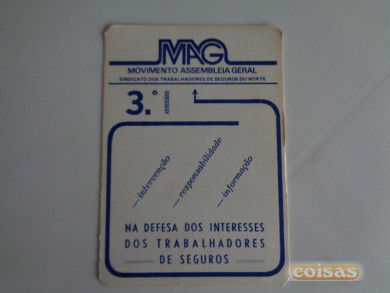 MAG
MOVIMENTO ASSEMBLEIA GERAL
SINDICATO DOS TRABALHADORES DE SEGUROS DO NORTE
3.º ANIVERSÁRIO
— intervenção
— responsabilidade
— informação
NA DEFESA DOS INTERESSES
DOS TRABALHADORES
DE SEGUROS
coisas